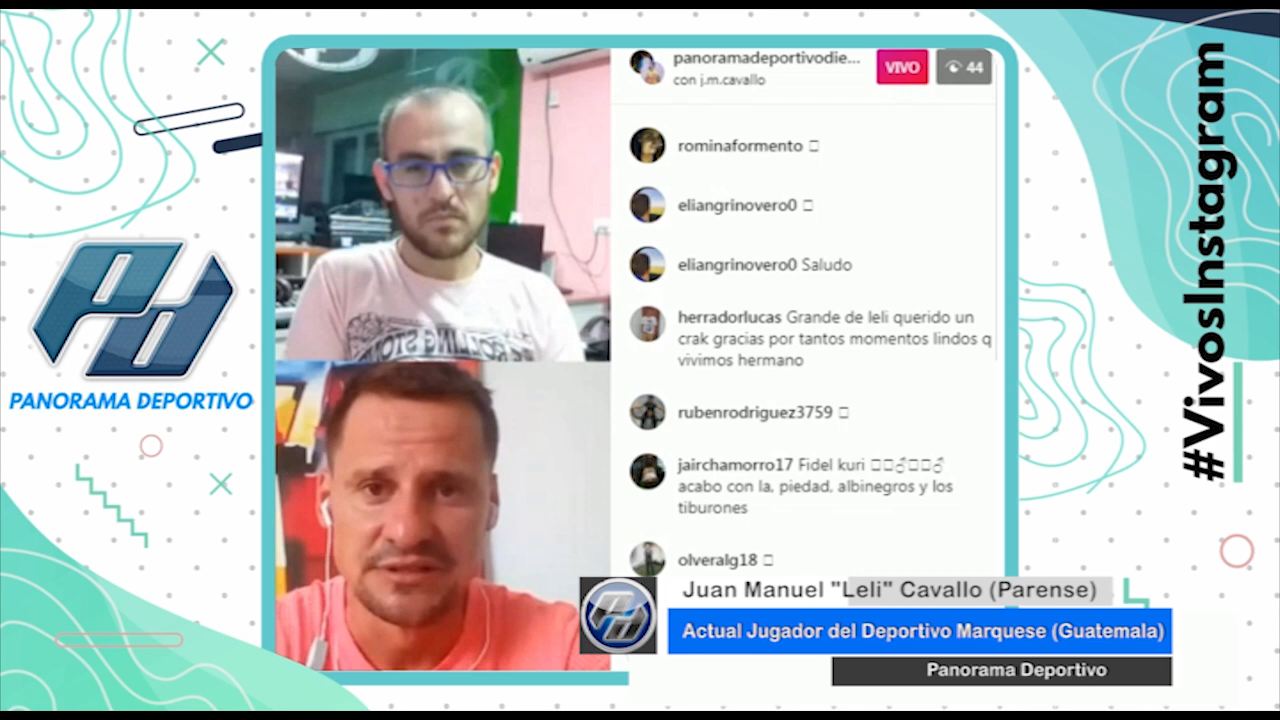 panoramadeportivodie...
con j.m.cavallo
VIVO
44
rominaformento
eliangrinovero0
eliangrinovero0 Saludo
herradorlucas Grande de leli querido un
crak gracias por tantos momentos lindos q
vivimos hermano
rubenrodriguez3759
jairchamorro17 Fidel kuri
acabo con la, piedad, albinegros y los
tiburones
olveralg18
PD
PANORAMA DEPORTIVO
#VivosInstagram
Juan Manuel "Leli" Cavallo (Parense)
Actual Jugador del Deportivo Marquese (Guatemala)
Panorama Deportivo